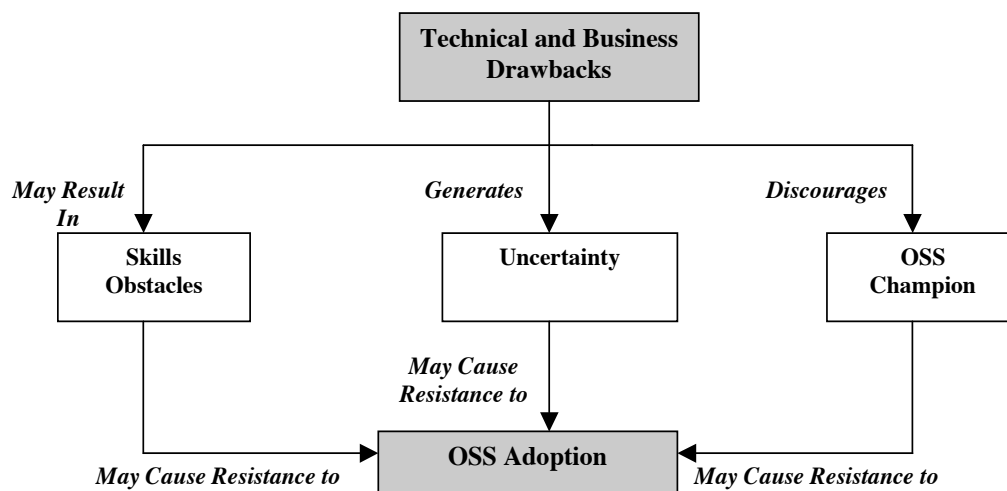 Technical and Business
Drawbacks
May Result
In
Generates
Discourages
Skills
Obstacles
Uncertainty
OSS
Champion
May Cause
Resistance to
OSS Adoption
May Cause Resistance to
May Cause Resistance to